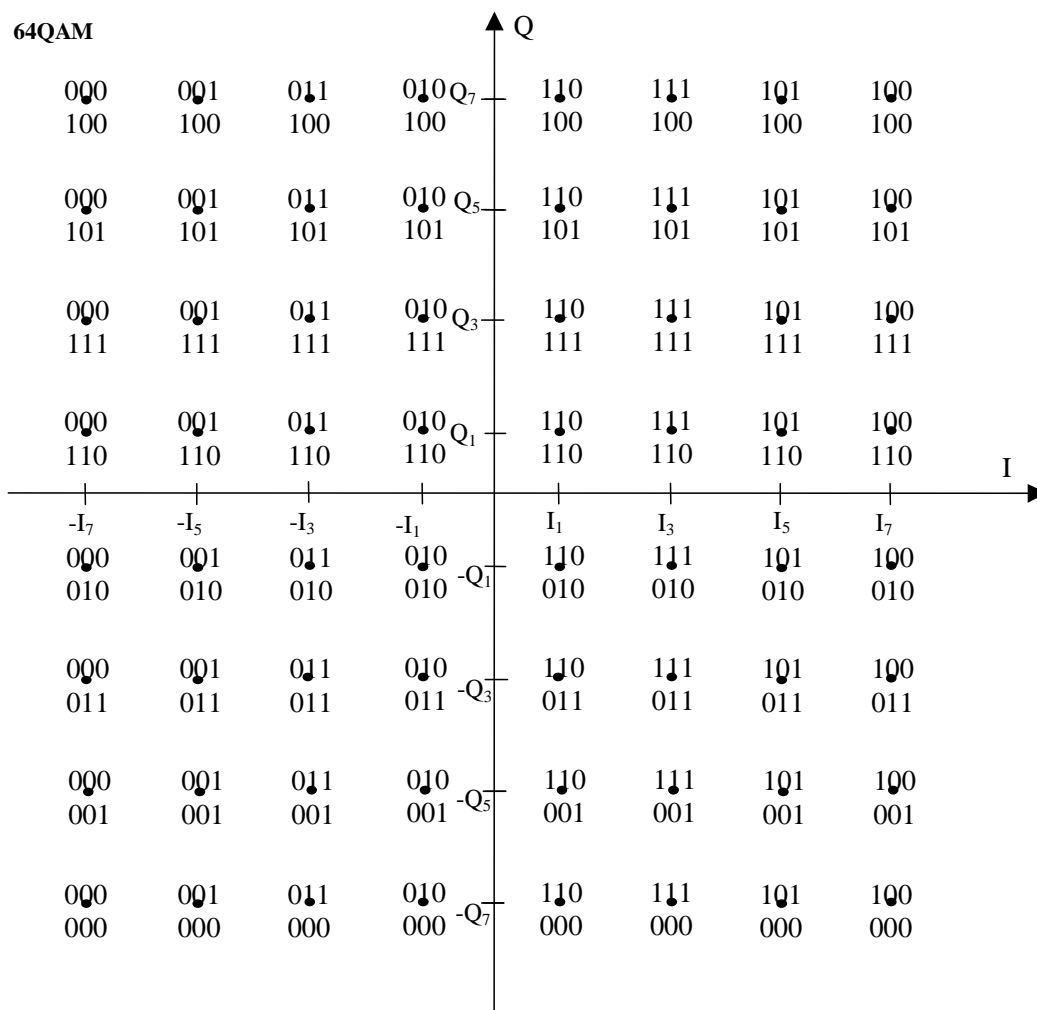 64QAM
Q
000 001 011 010 Q7 110 111 101 100
100 100 100 100 100 100 100 100
000 001 011 010 Q5 110 111 101 100
101 101 101 101 101 101 101 101
000 001 011 010 Q3 110 111 101 100
111 111 111 111 111 111 111 111
000 001 011 010 Q1 110 111 101 100
110 110 110 110 110 110 110 110
I
-I7 -I5 -I3 -I1 I1 I3 I5 I7
000 001 011 010 -Q1 110 111 101 100
010 010 010 010 010 010 010 010
000 001 011 010 -Q3 110 111 101 100
011 011 011 011 011 011 011 011
000 001 011 010 -Q5 110 111 101 100
001 001 001 001 001 001 001 001
000 001 011 010 -Q7 110 111 101 100
000 000 000 000 000 000 000 000